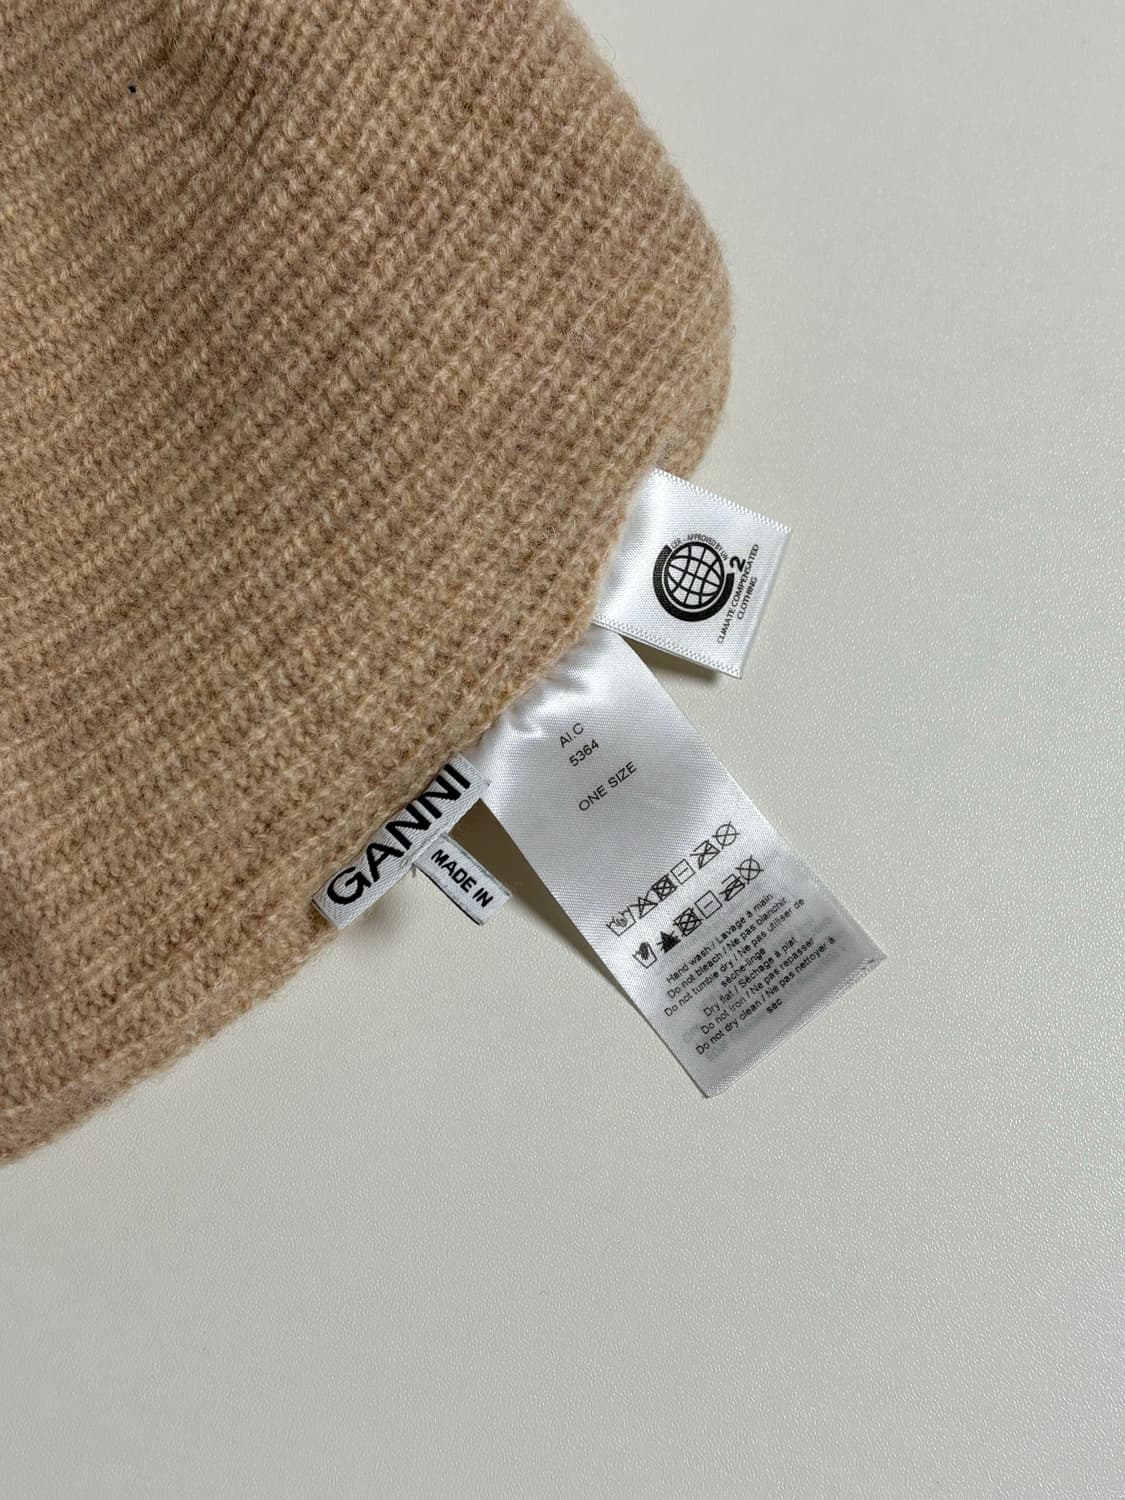 CER - APPROVED BY UN
2
CLIMATE COMPENSATED
CLOTHING
AI.C
5364
ONE SIZE
GANNI
MADE IN
Hand wash / Lavage à main
Do not bleach / Ne pas blanchir
Do not tumble dry / Ne pas utiliser de
sèche-linge
Dry flat / Séchage à plat
Do not iron / Ne pas repasser
Do not dry clean / Ne pas nettoyer à
sec